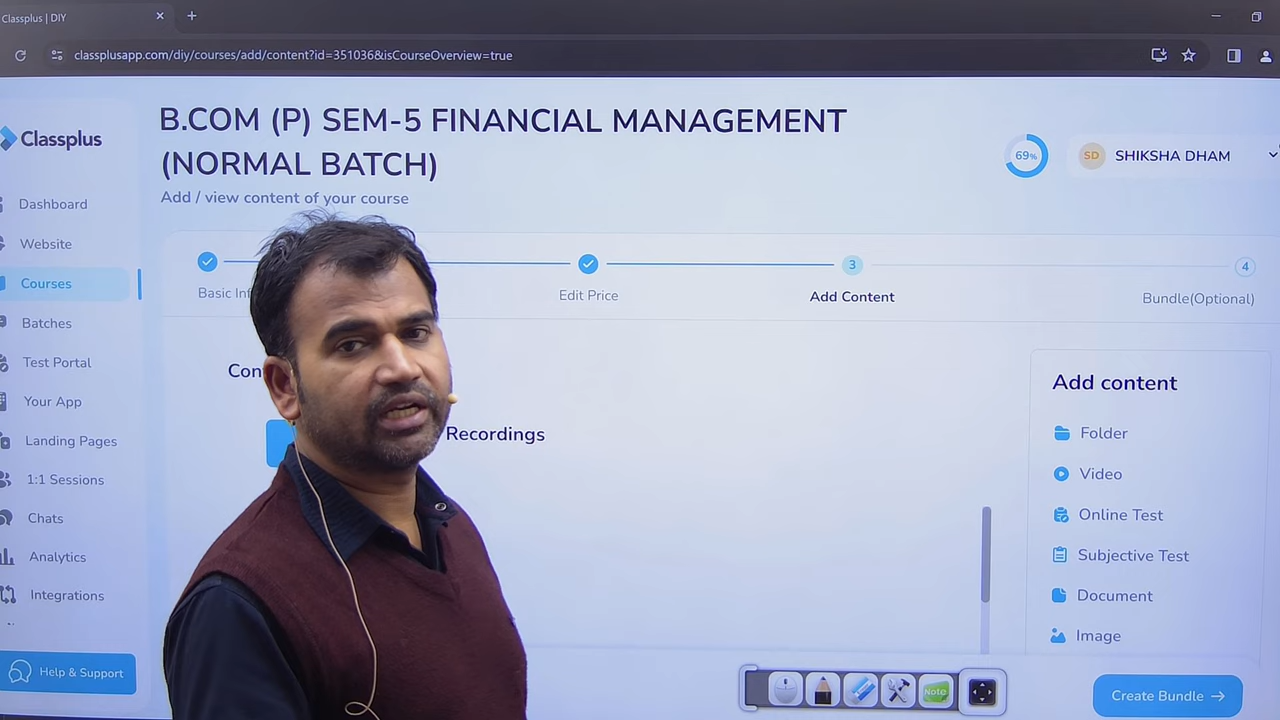 Classplus | DIY
classplusapp.com/diy/courses/add/content?id=351036&isCourseOverview=true
Classplus
B.COM (P) SEM-5 FINANCIAL MANAGEMENT
(NORMAL BATCH)
Add / view content of your course
69%
SD
SHIKSHA DHAM
Dashboard
Website
Courses
Batches
Test Portal
Your App
Landing Pages
1:1 Sessions
Chats
Analytics
Integrations
Help & Support
Basic Inf
Edit Price
3
Add Content
4
Bundle(Optional)
Con
Recordings
Add content
Folder
Video
Online Test
Subjective Test
Document
Image
Note
Create Bundle